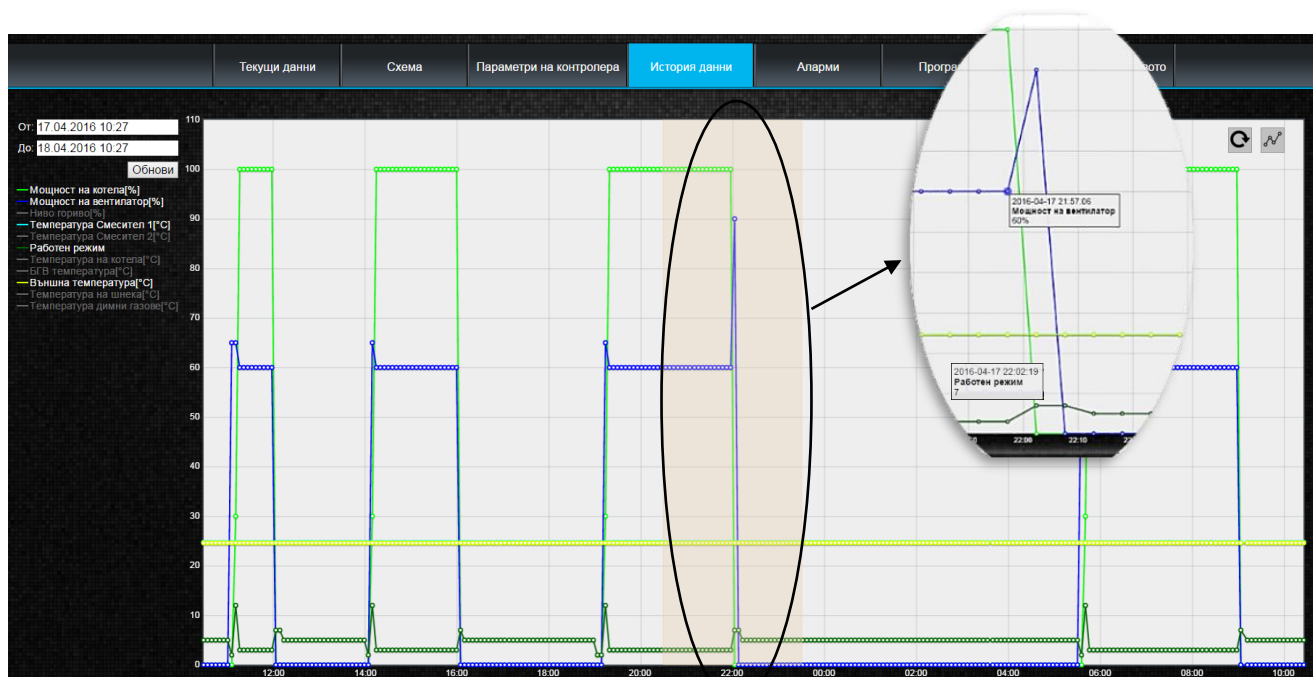 Текущи данни
Схема
Параметри на контролера
История данни
Аларми
От: 17.04.2016 10:27
До: 18.04.2016 10:27
Обнови
Мощност на котела[%]
Мощност на вентилатор[%]
Ниво гориво[%]
Температура Смесител 1[°C]
Температура Смесител 2[°C]
Работен режим
Температура на котела[°C]
БГВ температура[°C]
Външна температура[°C]
Температура на шнека[°C]
Температура димни газове[°C]
110
100
90
80
70
60
50
40
30
20
10
0
12:00
14:00
16:00
18:00
20:00
22:00
00:00
02:00
04:00
06:00
08:00
10:00
2016-04-17 21:57:06
Мощност на вентилатор
60%
2016-04-17 22:02:19
Работен режим
7
22:00
22:10